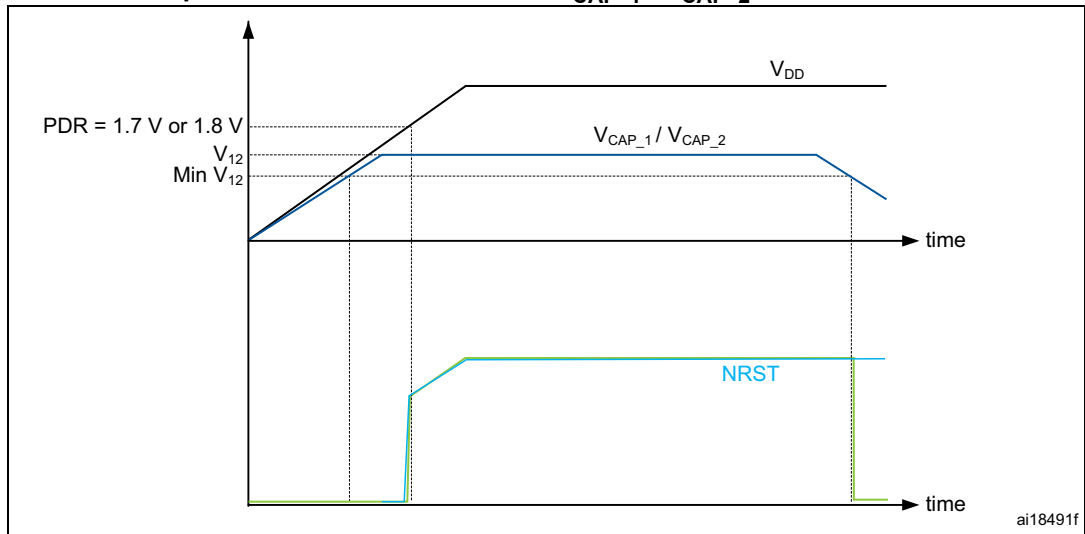 V_DD
PDR = 1.7 V or 1.8 V
V_CAP_1 / V_CAP_2
V_12
Min V_12
time
NRST
time
ai18491f